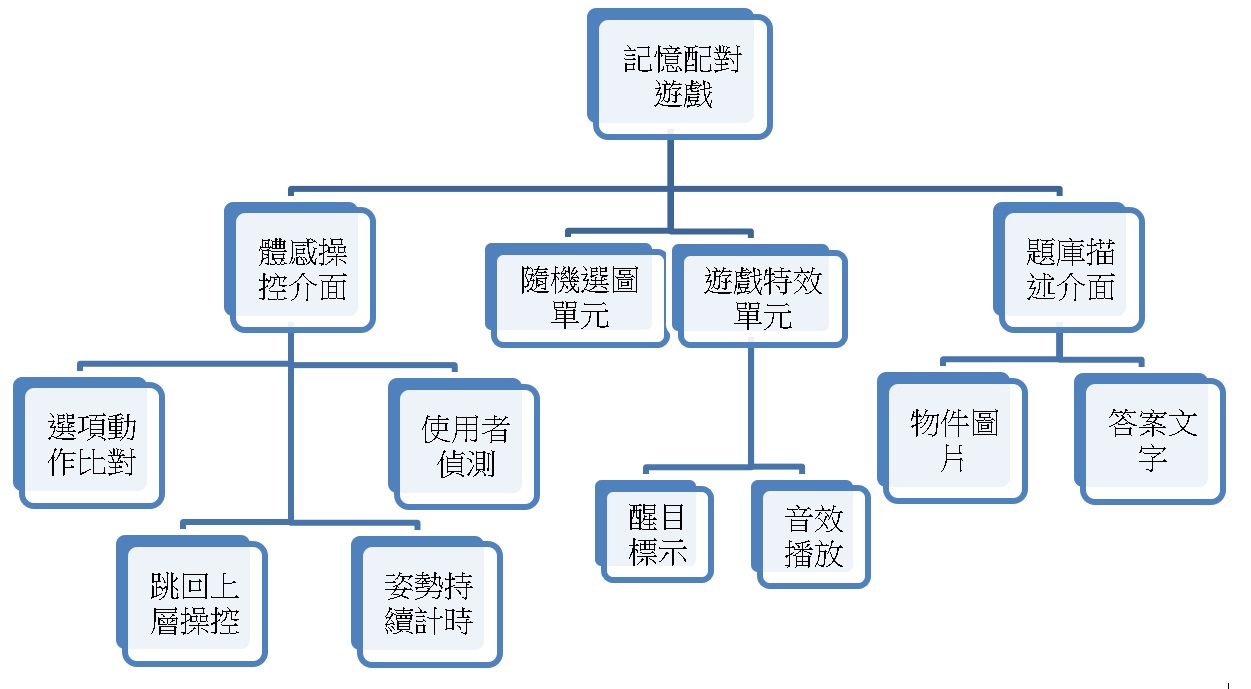 記憶配對
遊戲
體感操
控介面
隨機選圖
單元
遊戲特效
單元
題庫描
述介面
選項動
作比對
使用者
偵測
物件圖
片
答案文
字
醒目
標示
音效
播放
跳回上
層操控
姿勢持
續計時